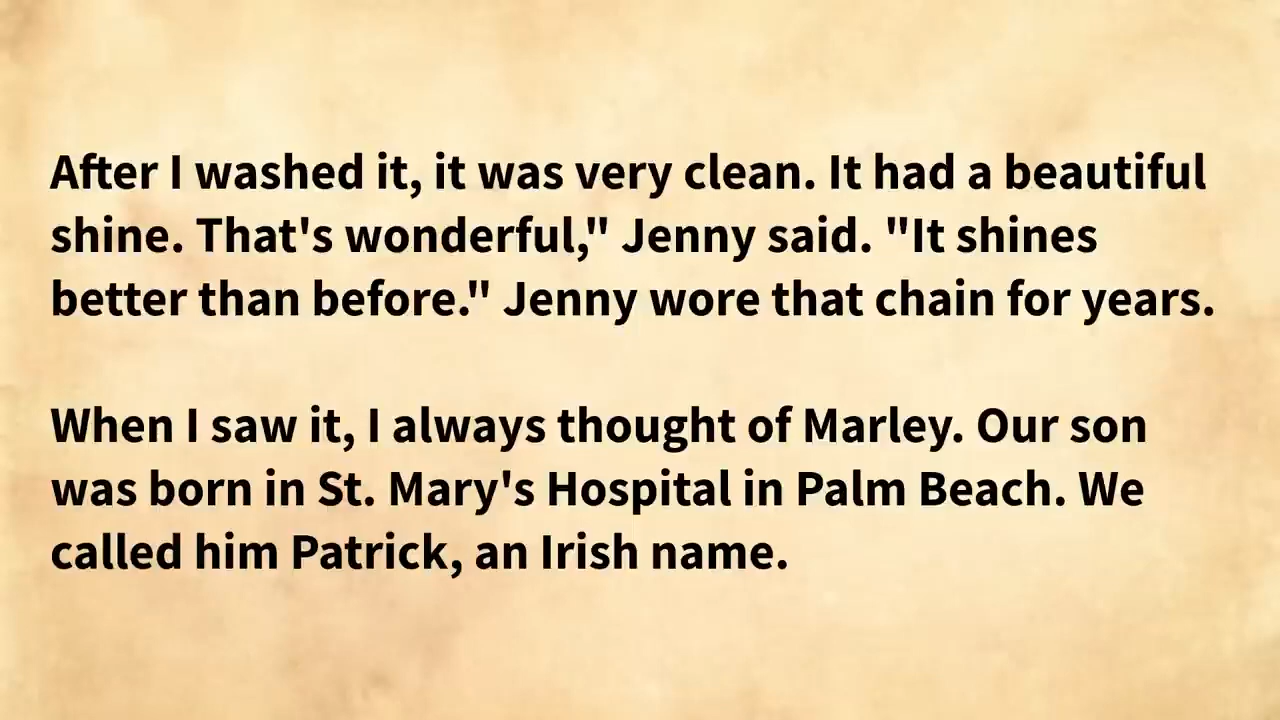 After I washed it, it was very clean. It had a beautiful
shine. That's wonderful," Jenny said. "It shines
better than before." Jenny wore that chain for years.
When I saw it, I always thought of Marley. Our son
was born in St. Mary's Hospital in Palm Beach. We
called him Patrick, an Irish name.